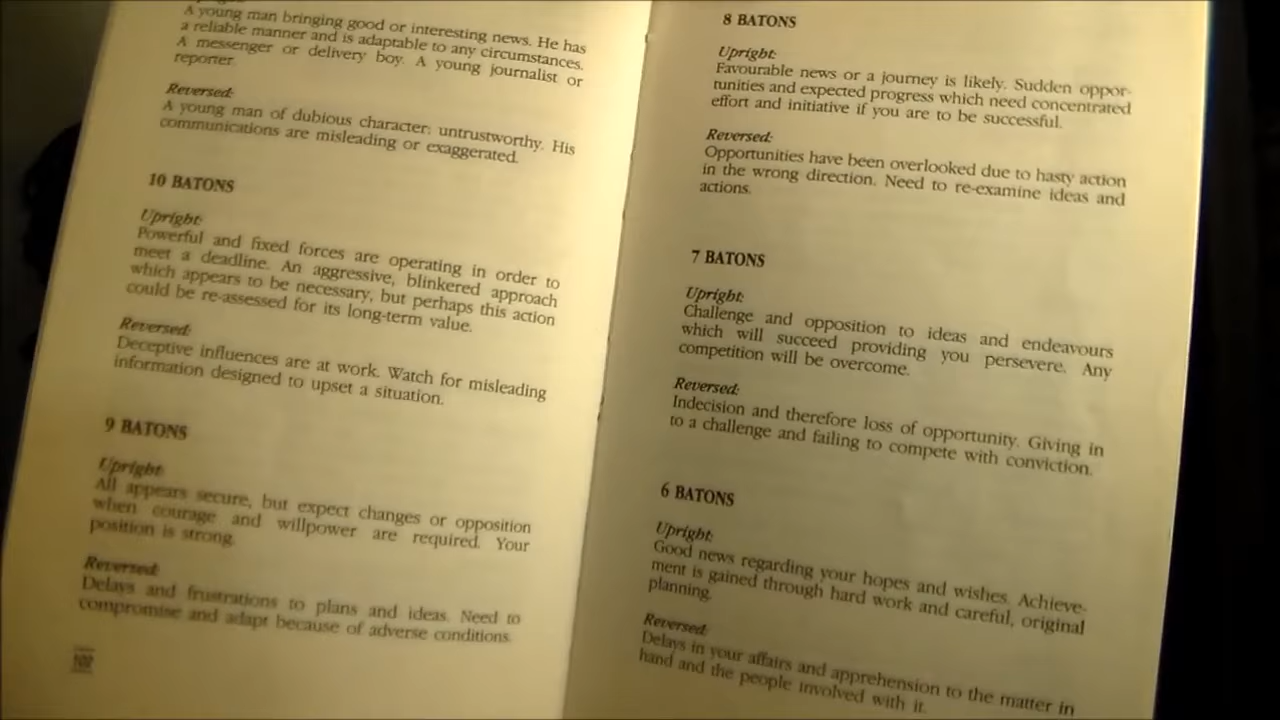 A young man bringing good or interesting news. He has
a reliable manner and is adaptable to any circumstances.
A messenger or delivery boy. A young journalist or
reporter.
Reversed:
A young man of dubious character: untrustworthy. His
communications are misleading or exaggerated.
10 BATONS
Upright:
Powerful and fixed forces are operating in order to
meet a deadline. An aggressive, blinkered approach
which appears to be necessary, but perhaps this action
could be re-assessed for its long-term value.
Reversed:
Deceptive influences are at work. Watch for misleading
information designed to upset a situation.
9 BATONS
Upright:
All appears secure, but expect changes or opposition
when courage and willpower are required. Your
position is strong.
Reversed:
Delays and frustrations to plans and ideas. Need to
compromise and adapt because of adverse conditions.
8 BATONS
Upright:
Favourable news or a journey is likely. Sudden oppor-
tunities and expected progress which need concentrated
effort and initiative if you are to be successful.
Reversed:
Opportunities have been overlooked due to hasty action
in the wrong direction. Need to re-examine ideas and
actions.
7 BATONS
Upright:
Challenge and opposition to ideas and endeavours
which will succeed providing you persevere. Any
competition will be overcome.
Reversed:
Indecision and therefore loss of opportunity. Giving in
to a challenge and failing to compete with conviction.
6 BATONS
Upright:
Good news regarding your hopes and wishes. Achieve-
ment is gained through hard work and careful, original
planning.
Reversed:
Delays in your affairs and apprehension to the matter in
hand and the people involved with it.